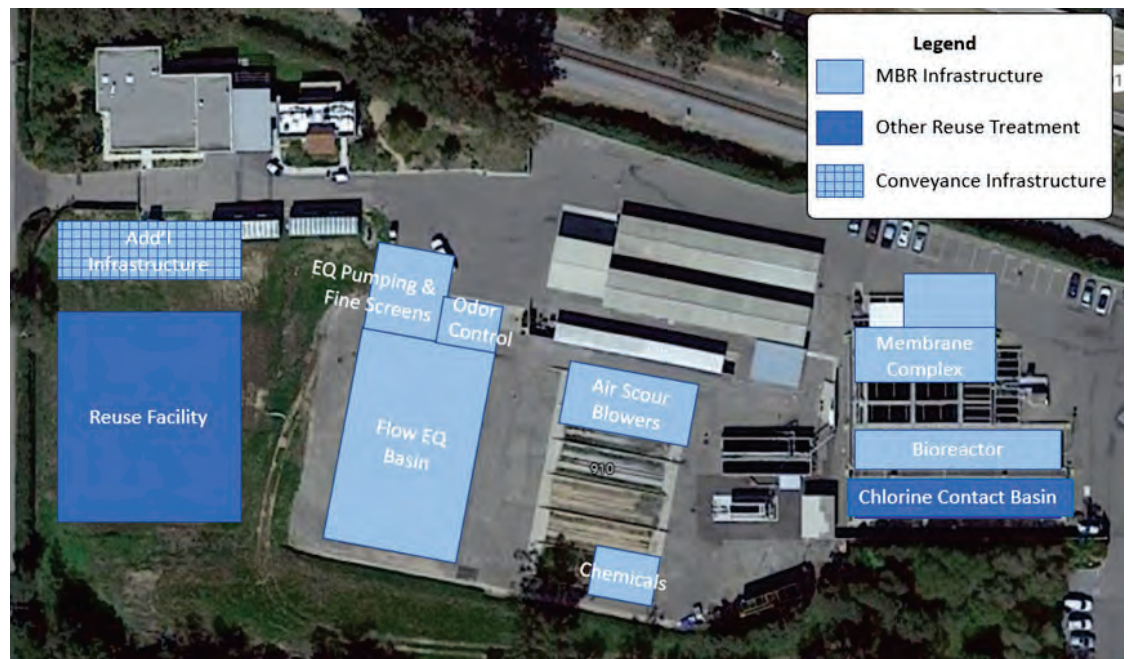 Legend
MBR Infrastructure
Other Reuse Treatment
Conveyance Infrastructure
1
Add'l
Infrastructure
EQ Pumping &
Fine Screens
Odor
Control
Membrane
Complex
Air Scour
Blowers
Reuse Facility
Flow EQ
Basin
Bioreactor
910
Chlorine Contact Basin
Chemicals